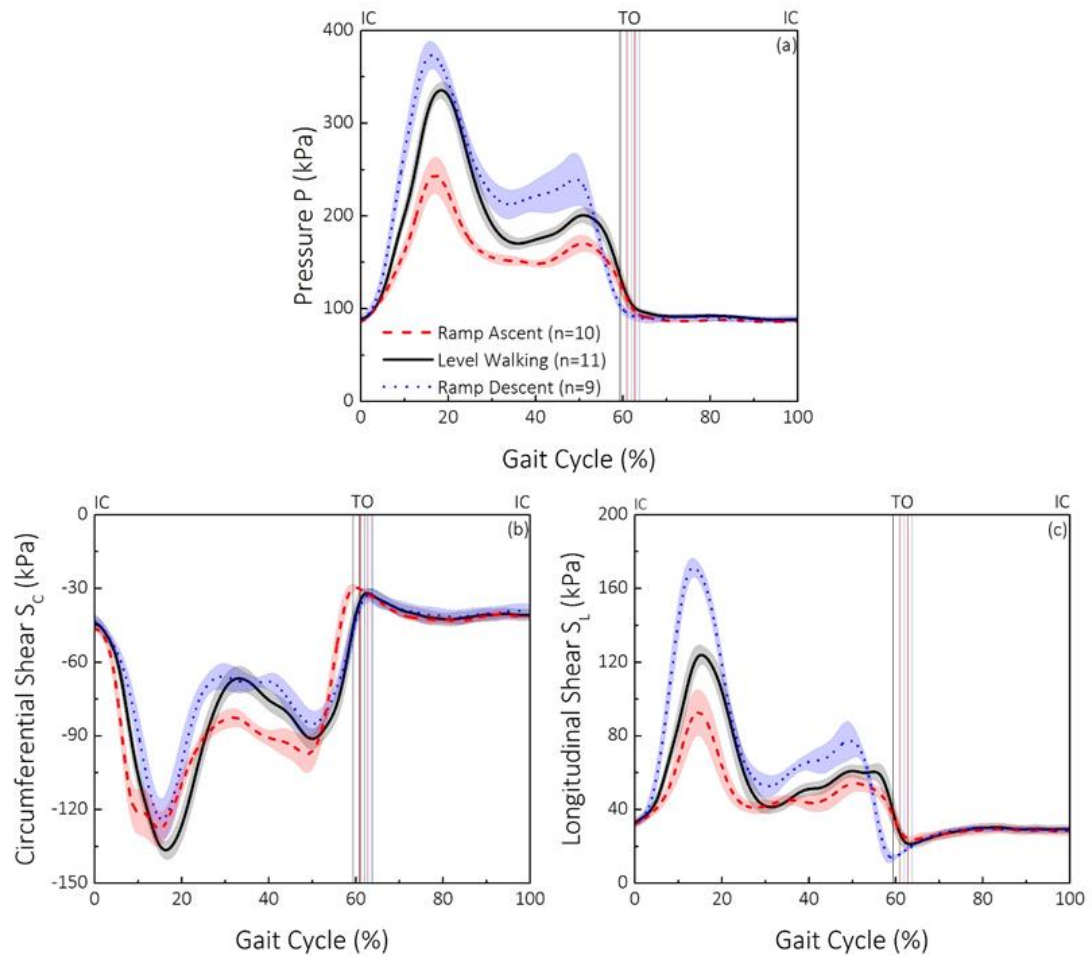 IC TO IC
(a)
400
300
200
100
0
Pressure P (kPa)
Ramp Ascent (n=10)
Level Walking (n=11)
Ramp Descent (n=9)
0 20 40 60 80 100
Gait Cycle (%)
IC TO IC
(b)
0
-30
-60
-90
-120
-150
Circumferential Shear S_C (kPa)
0 20 40 60 80 100
Gait Cycle (%)
IC TO IC
(c)
200
160
120
80
40
0
Longitudinal Shear S_L (kPa)
0 20 40 60 80 100
Gait Cycle (%)